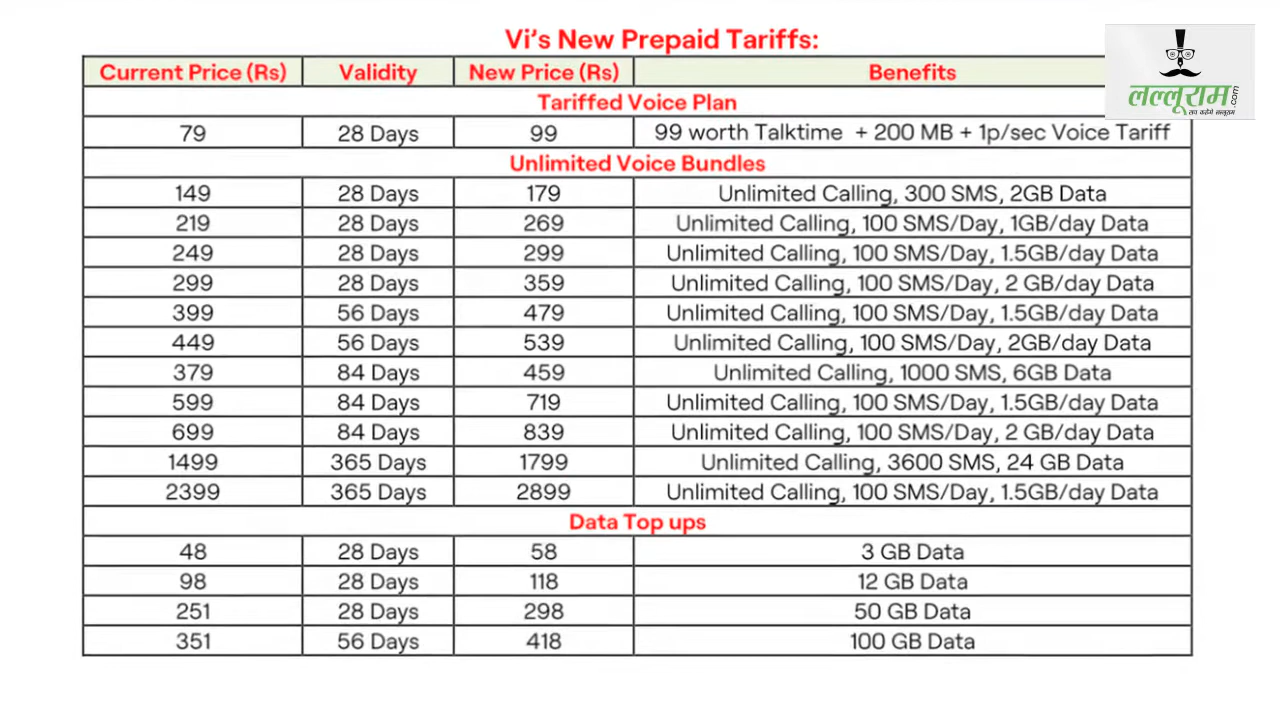 Vi's New Prepaid Tariffs:
लल्लूराम.com
सच कहेंगे सरलूराम
Current Price (Rs) Validity New Price (Rs) Benefits
Tariffed Voice Plan
79 28 Days 99 99 worth Talktime + 200 MB + 1p/sec Voice Tariff
Unlimited Voice Bundles
149 28 Days 179 Unlimited Calling, 300 SMS, 2GB Data
219 28 Days 269 Unlimited Calling, 100 SMS/Day, 1GB/day Data
249 28 Days 299 Unlimited Calling, 100 SMS/Day, 1.5GB/day Data
299 28 Days 359 Unlimited Calling, 100 SMS/Day, 2 GB/day Data
399 56 Days 479 Unlimited Calling, 100 SMS/Day, 1.5GB/day Data
449 56 Days 539 Unlimited Calling, 100 SMS/Day, 2GB/day Data
379 84 Days 459 Unlimited Calling, 1000 SMS, 6GB Data
599 84 Days 719 Unlimited Calling, 100 SMS/Day, 1.5GB/day Data
699 84 Days 839 Unlimited Calling, 100 SMS/Day, 2 GB/day Data
1499 365 Days 1799 Unlimited Calling, 3600 SMS, 24 GB Data
2399 365 Days 2899 Unlimited Calling, 100 SMS/Day, 1.5GB/day Data
Data Top ups
48 28 Days 58 3 GB Data
98 28 Days 118 12 GB Data
251 28 Days 298 50 GB Data
351 56 Days 418 100 GB Data